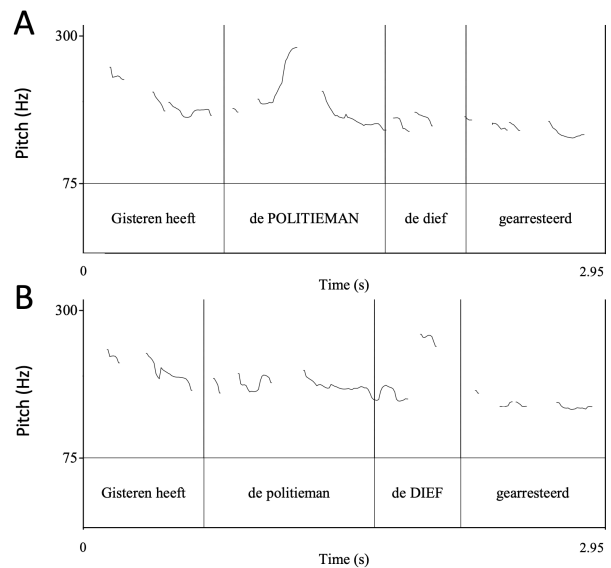 A
300
Pitch (Hz)
75
Gisteren heeft de POLITIEMAN de dief gearresteerd
0 2.95
Time (s)
B
300
Pitch (Hz)
75
Gisteren heeft de politieman de DIEF gearresteerd
0 2.95
Time (s)